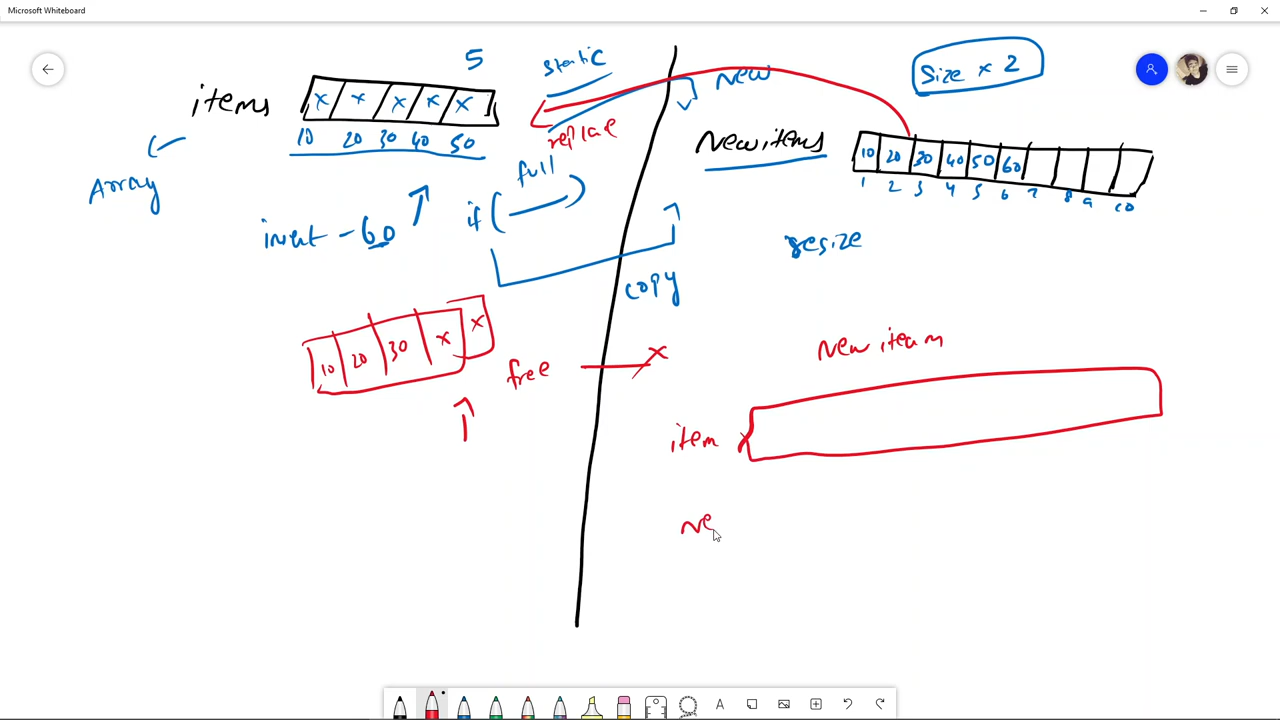 Microsoft Whiteboard
5
static
new
size × 2
items
x x x x x
replace
New items
10 20 30 40 50 60
10 20 30 40 50
1 2 3 4 5 6 7 8 9 10
Array
full
if ( )
insert - 60
resize
copy
10 20 30 x x
free
x
New item
item x
Ne
A